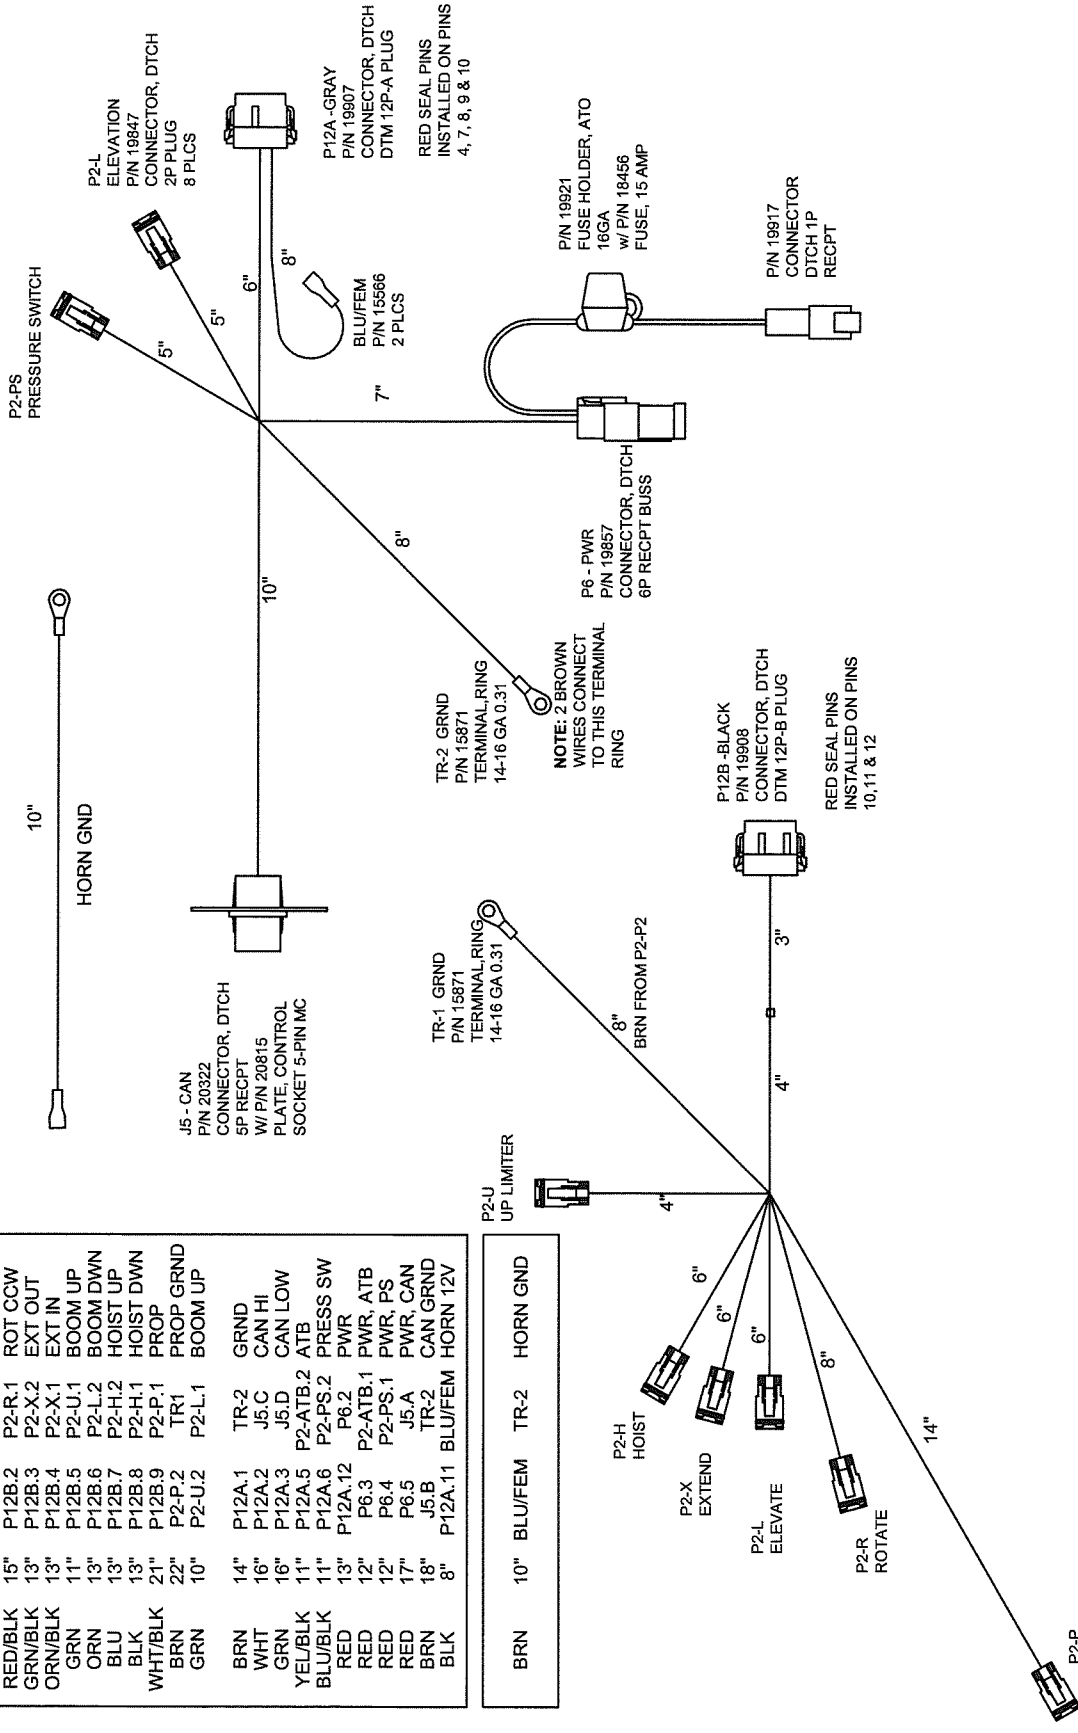 RED/BLK 15" P12B.2 P2-R.1 ROT CCW
GRN/BLK 13" P12B.3 P2-X.2 EXT OUT
ORN/BLK 13" P12B.4 P2-X.1 EXT IN
GRN 11" P12B.5 P2-U.1 BOOM UP
ORN 13" P12B.6 P2-L.2 BOOM DWN
BLU 13" P12B.7 P2-H.2 HOIST UP
BLK 13" P12B.8 P2-H.1 HOIST DWN
WHT/BLK 21" P12B.9 P2-P.1 PROP
BRN 22" P2-P.2 TR1 PROP GRND
GRN 10" P2-U.2 P2-L.1 BOOM UP
BRN 14" P12A.1 TR-2 GRND
WHT 16" P12A.2 J5.C CAN HI
GRN 16" P12A.3 J5.D CAN LOW
YEL/BLK 11" P12A.5 P2-ATB.2 ATB
BLU/BLK 11" P12A.6 P2-PS.2 PRESS SW
RED 13" P12A.12 P6.2 PWR
RED 12" P6.3 P2-ATB.1 PWR, ATB
RED 12" P6.4 P2-PS.1 PWR, PS
RED 17" P6.5 J5.A PWR, CAN
BRN 18" J5.B TR-2 CAN GRND
BLK 8" P12A.11 BLU/FEM HORN 12V
BRN 10" BLU/FEM TR-2 HORN GND
10"
HORN GND
J5 - CAN
P/N 20322
CONNECTOR, DTCH
5P RECPT
W/ P/N 20815
PLATE, CONTROL
SOCKET 5-PIN MC
10"
P2-PS
PRESSURE SWITCH
5"
P2-L
ELEVATION
P/N 19847
CONNECTOR, DTCH
2P PLUG
8 PLCS
5"
6"
8"
P12A -GRAY
P/N 19907
CONNECTOR, DTCH
DTM 12P-A PLUG
RED SEAL PINS
INSTALLED ON PINS
4, 7, 8, 9 & 10
BLU/FEM
P/N 15566
2 PLCS
7"
8"
P/N 19921
FUSE HOLDER, ATO
16GA
w/ P/N 18456
FUSE, 15 AMP
P/N 19917
CONNECTOR
DTCH 1P
RECPT
P6 - PWR
P/N 19857
CONNECTOR, DTCH
6P RECPT BUSS
TR-2 GRND
P/N 15871
TERMINAL,RING
14-16 GA 0.31
NOTE: 2 BROWN
WIRES CONNECT
TO THIS TERMINAL
RING
TR-1 GRND
P/N 15871
TERMINAL,RING
14-16 GA 0.31
8"
BRN FROM P2-P2
P12B -BLACK
P/N 19908
CONNECTOR, DTCH
DTM 12P-B PLUG
RED SEAL PINS
INSTALLED ON PINS
10,11 & 12
3"
4"
P2-U
UP LIMITER
4"
P2-H
HOIST
6"
P2-X
EXTEND
6"
P2-L
ELEVATE
6"
P2-R
ROTATE
8"
14"
P2-P